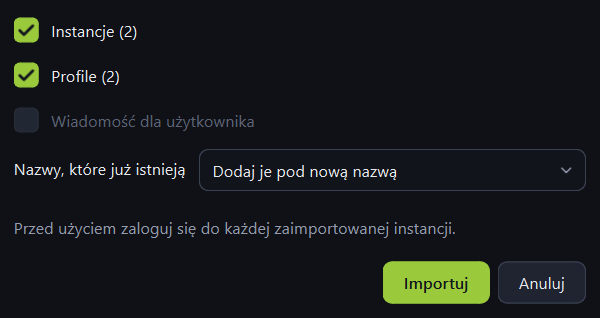 Instancje (2)
Profile (2)
Wiadomość dla użytkownika
Nazwy, które już istnieją Dodaj je pod nową nazwą
Przed użyciem zaloguj się do każdej zaimportowanej instancji.
Importuj Anuluj